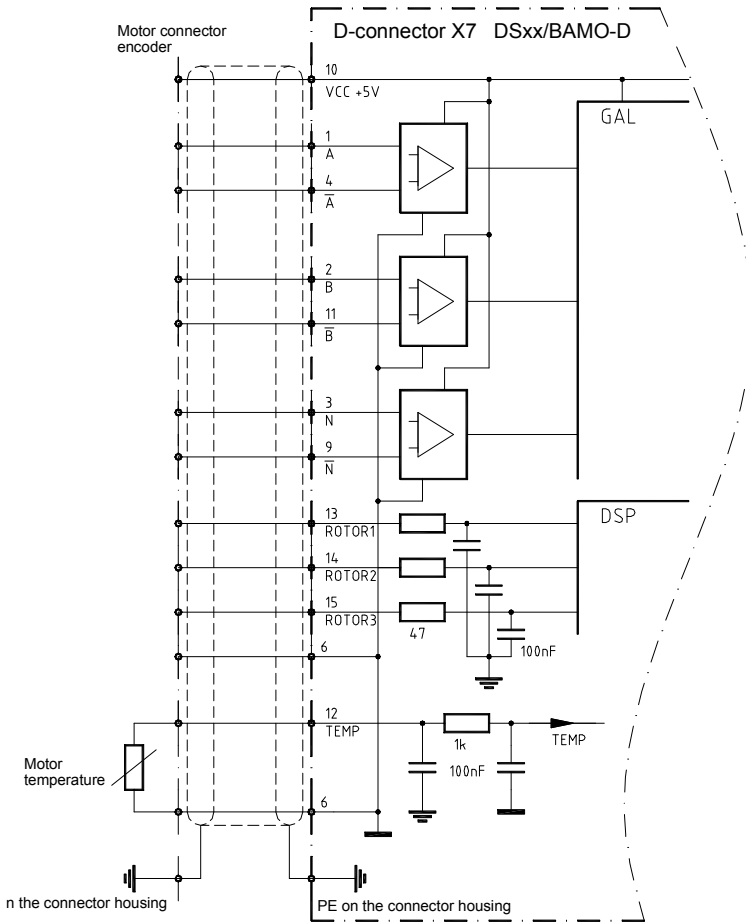 Motor connector
encoder
D-connector X7 DSxx/BAMO-D
10
VCC +5V
GAL
1
A
4
A̅
2
B
11
B̅
3
N
9
N̅
13
ROTOR1
DSP
14
ROTOR2
15
ROTOR3
47
100nF
6
12
TEMP
1k
TEMP
100nF
Motor
temperature
6
n the connector housing
PE on the connector housing